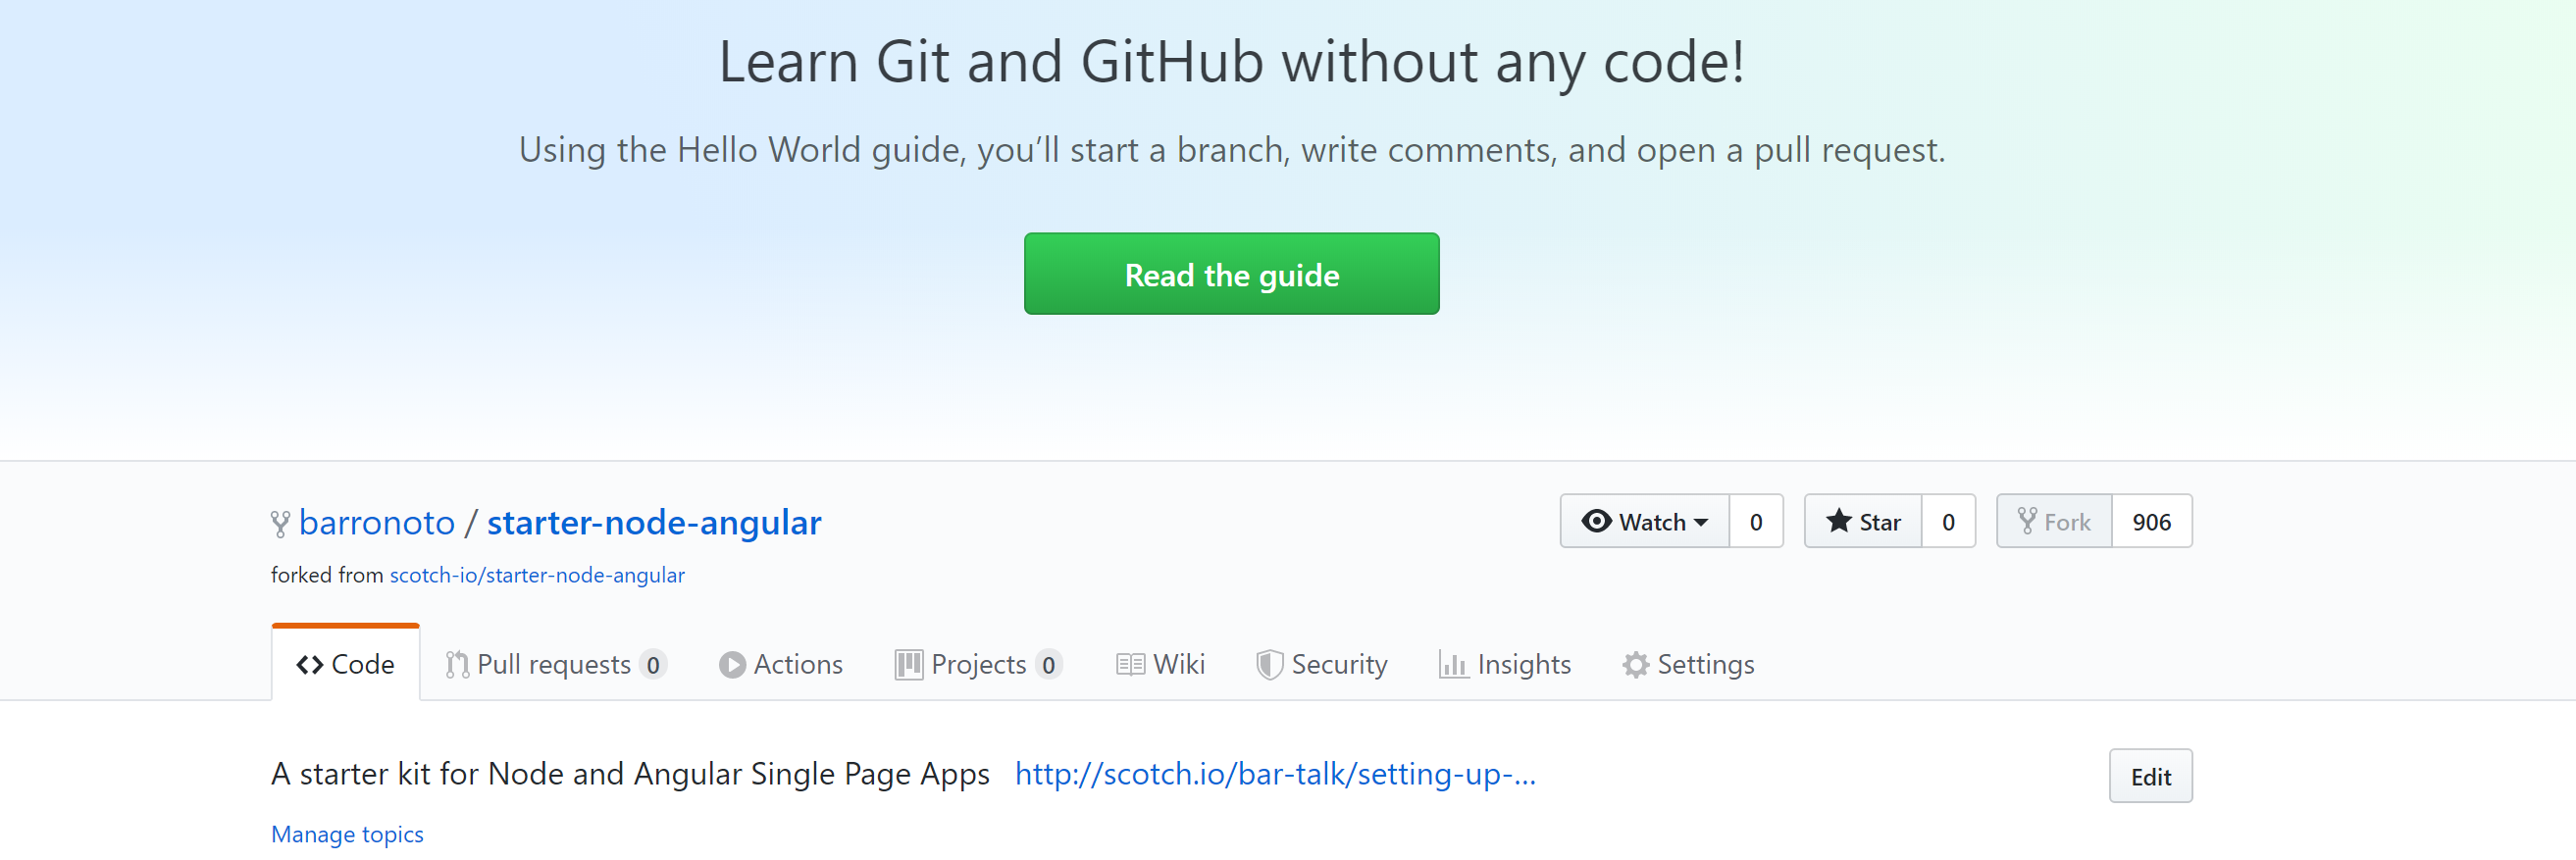 Learn Git and GitHub without any code!
Using the Hello World guide, you’ll start a branch, write comments, and open a pull request.
Read the guide
barronoto / starter-node-angular
Watch 0 Star 0 Fork 906
forked from scotch-io/starter-node-angular
Code Pull requests 0 Actions Projects 0 Wiki Security Insights Settings
A starter kit for Node and Angular Single Page Apps http://scotch.io/bar-talk/setting-up-...
Edit
Manage topics